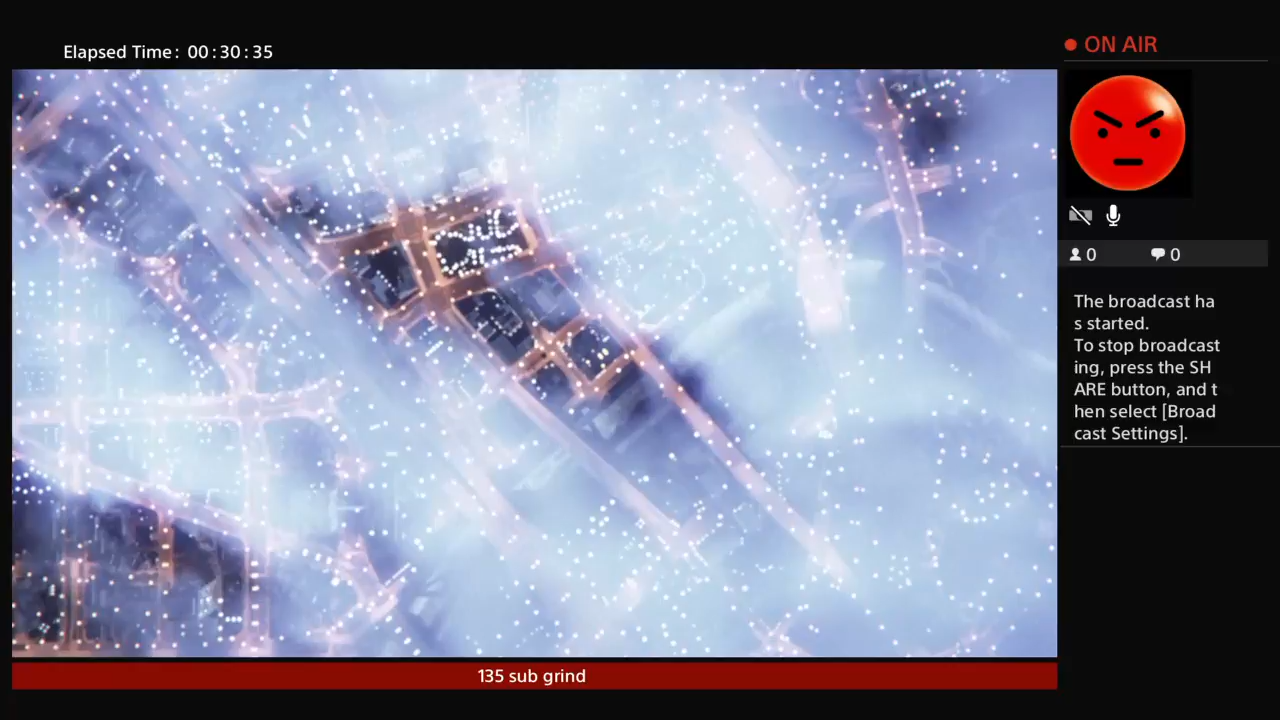 Elapsed Time: 00:30:35
ON AIR
0 0
The broadcast ha
s started.
To stop broadcast
ing, press the SH
ARE button, and t
hen select [Broad
cast Settings].
135 sub grind